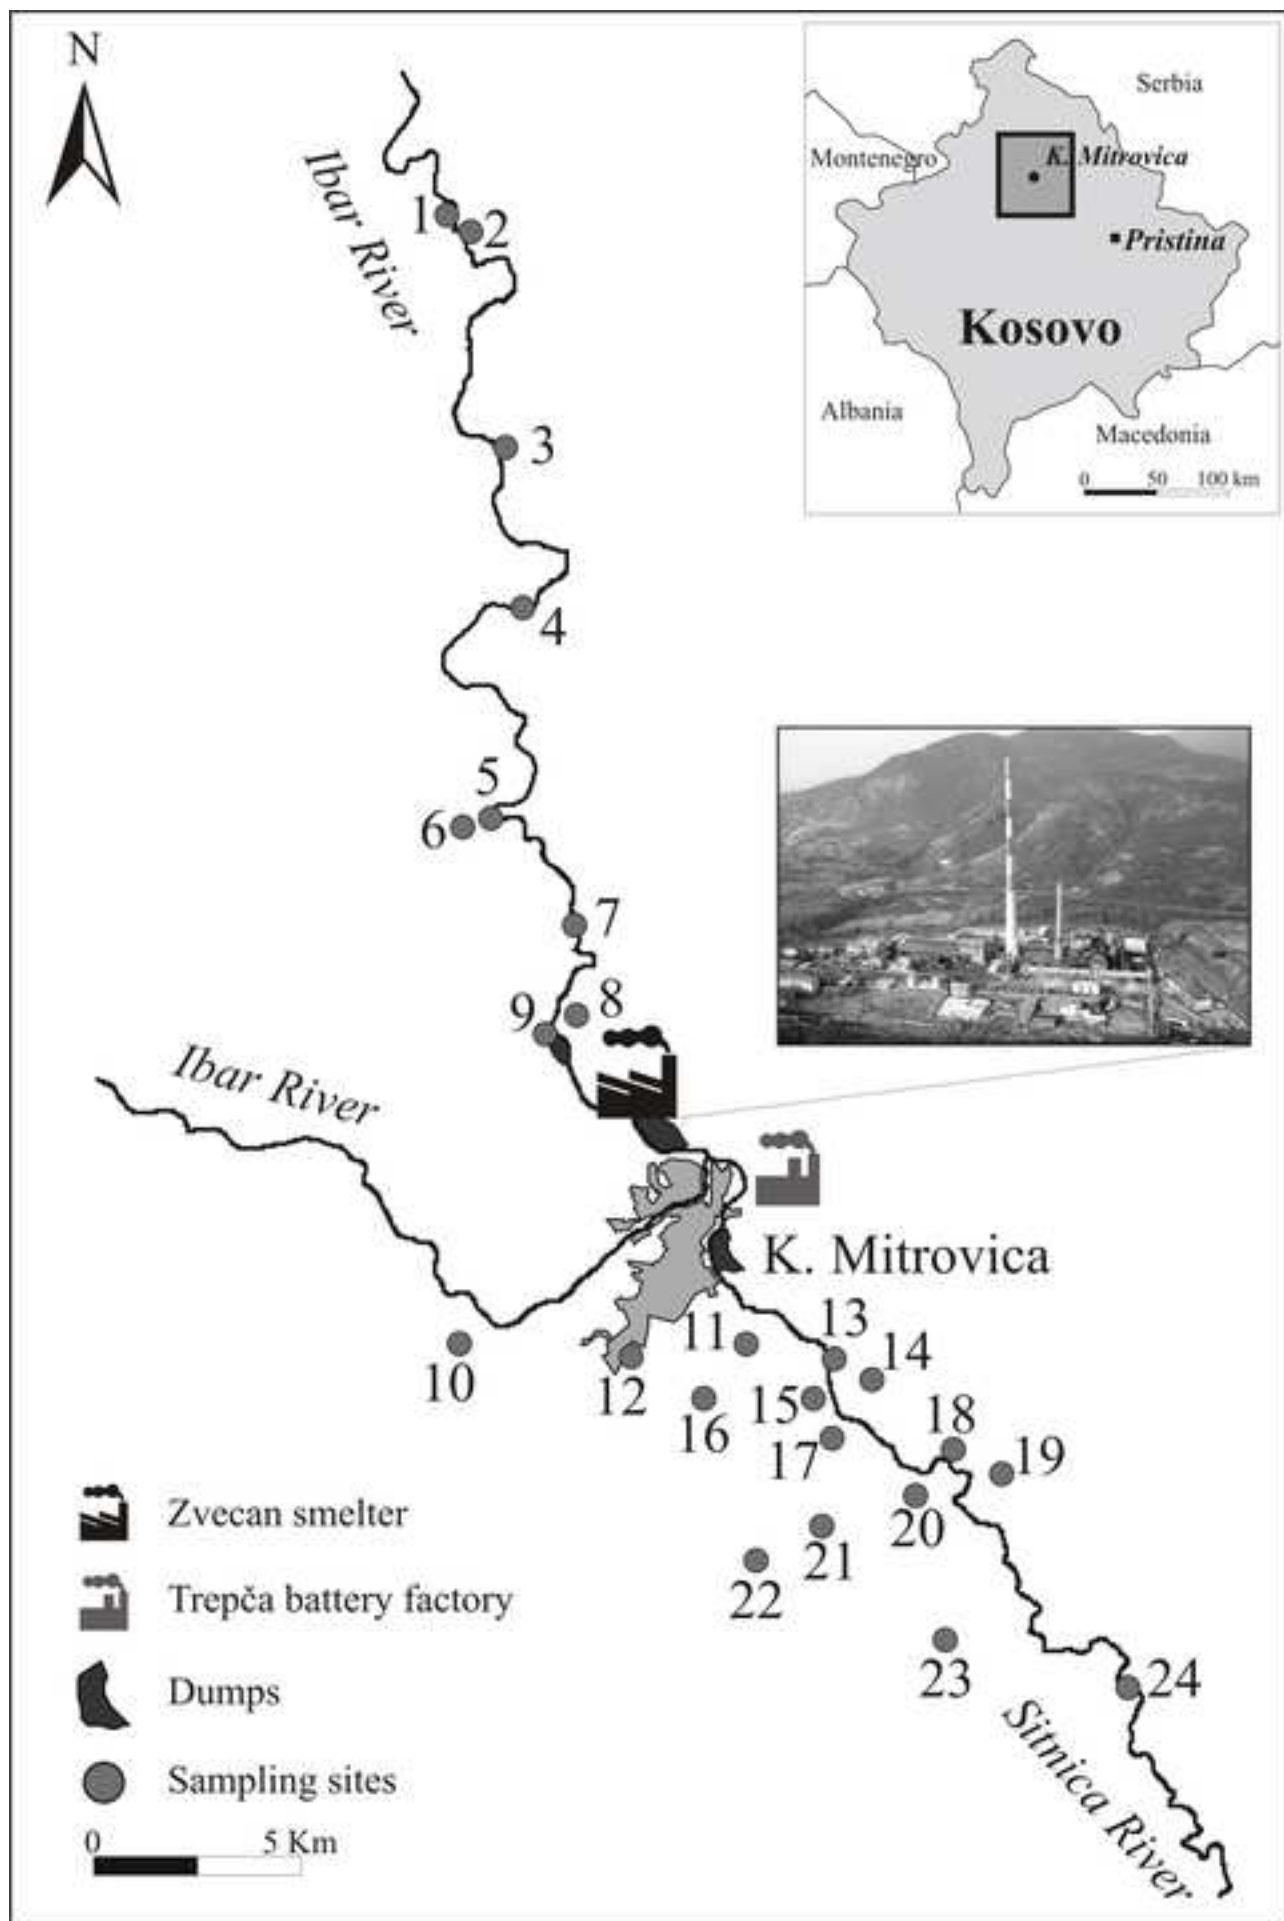 N
Serbia
Montenegro
K. Mitrovica
Pristina
Kosovo
Albania
Macedonia
0 50 100 km
Ibar River
1
2
3
4
5
6
7
8
9
Ibar River
K. Mitrovica
10
11
12
13
14
15
16
17
18
19
20
21
22
23
24
Sitnica River
Zvecan smelter
Trepča battery factory
Dumps
Sampling sites
0 5 Km